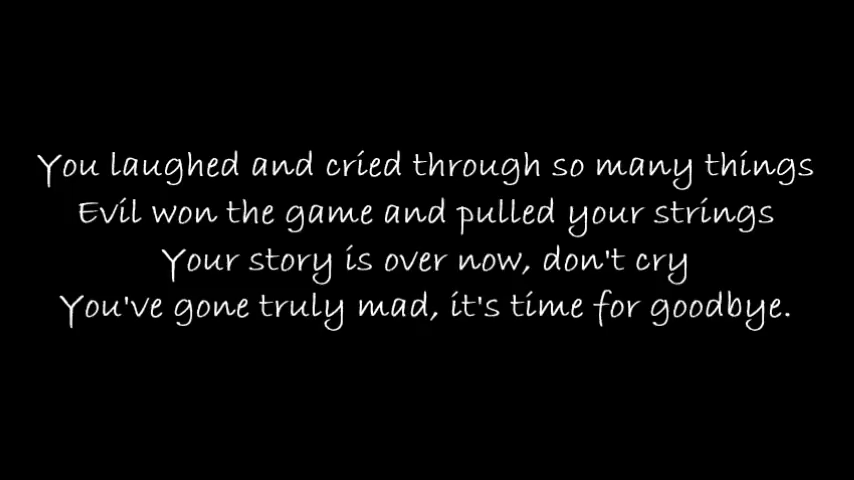 You laughed and cried through so many things
Evil won the game and pulled your strings
Your story is over now, don't cry
You've gone truly mad, it's time for goodbye.